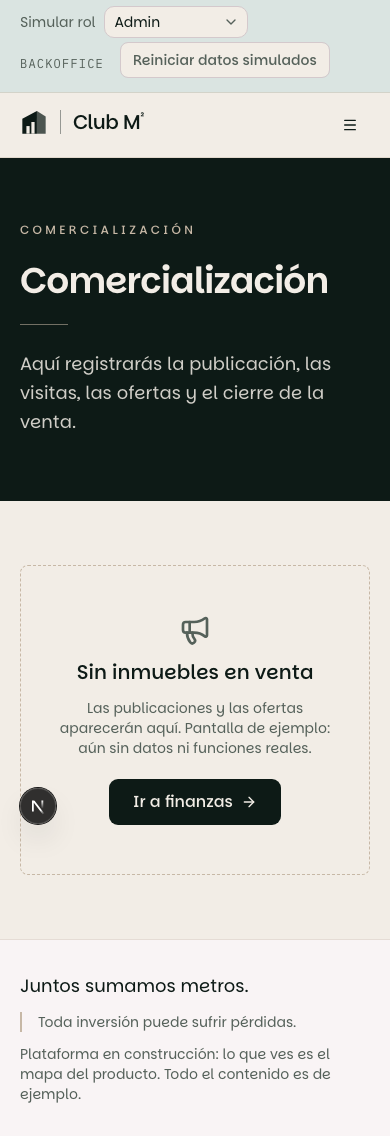 Simular rol Admin
BACKOFFICE Reiniciar datos simulados
Club M²
COMERCIALIZACIÓN
Comercialización
Aquí registrarás la publicación, las
visitas, las ofertas y el cierre de la
venta.
Sin inmuebles en venta
Las publicaciones y las ofertas
aparecerán aquí. Pantalla de ejemplo:
aún sin datos ni funciones reales.
N
Ir a finanzas →
Juntos sumamos metros.
Toda inversión puede sufrir pérdidas.
Plataforma en construcción: lo que ves es el
mapa del producto. Todo el contenido es de
ejemplo.